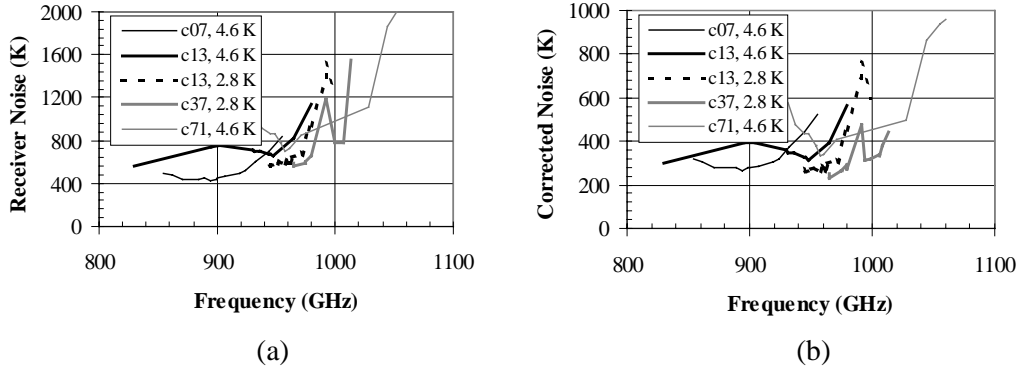 2000
1600
1200
800
400
0
Receiver Noise (K)
c07, 4.6 K
c13, 4.6 K
c13, 2.8 K
c37, 2.8 K
c71, 4.6 K
800 900 1000 1100
Frequency (GHz)
(a)
1000
800
600
400
200
0
Corrected Noise (K)
c07, 4.6 K
c13, 4.6 K
c13, 2.8 K
c37, 2.8 K
c71, 4.6 K
800 900 1000 1100
Frequency (GHz)
(b)